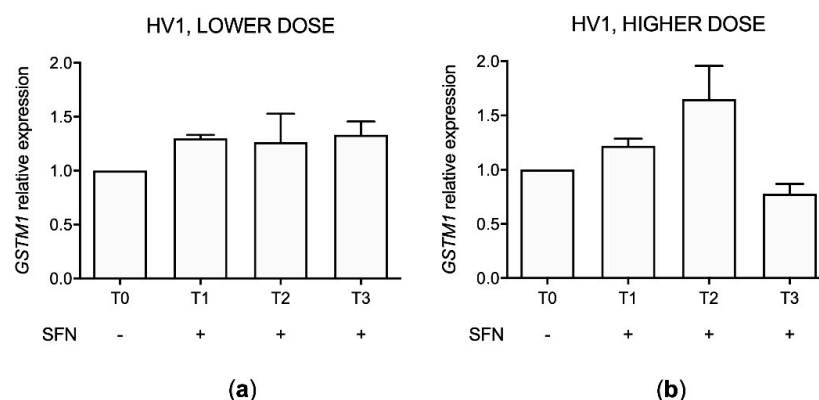 HV1, LOWER DOSE
GSTM1 relative expression
2.0
1.5
1.0
0.5
0.0
T0 T1 T2 T3
SFN - + + +
(a)
HV1, HIGHER DOSE
GSTM1 relative expression
2.0
1.5
1.0
0.5
0.0
T0 T1 T2 T3
SFN - + + +
(b)